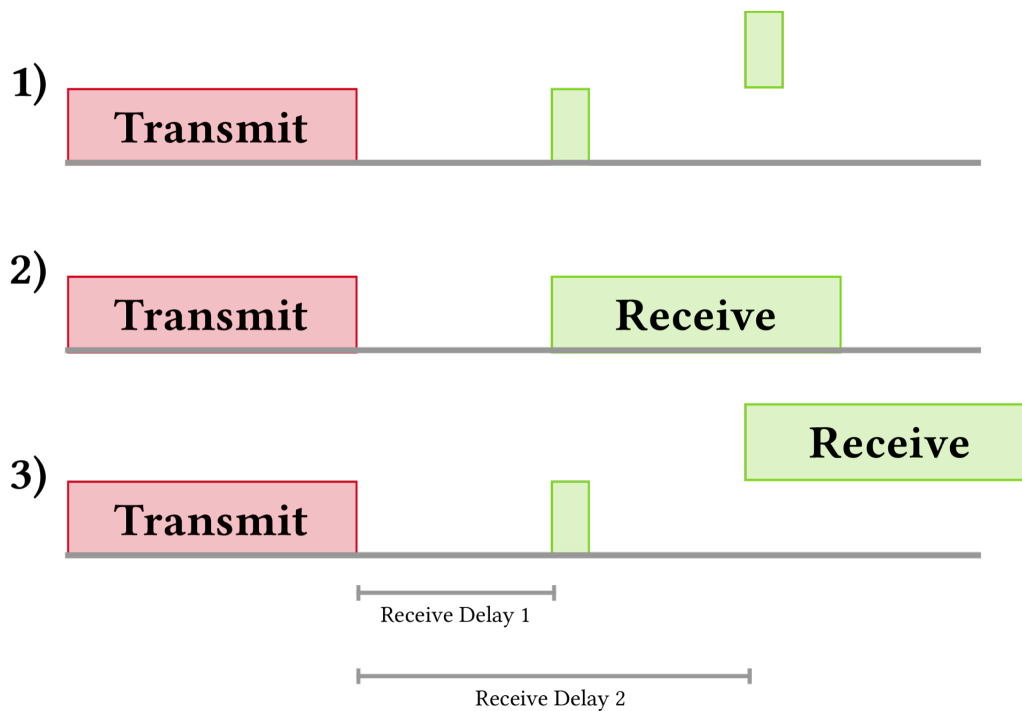 1)
Transmit
2)
Transmit
Receive
Receive
3)
Transmit
Receive Delay 1
Receive Delay 2